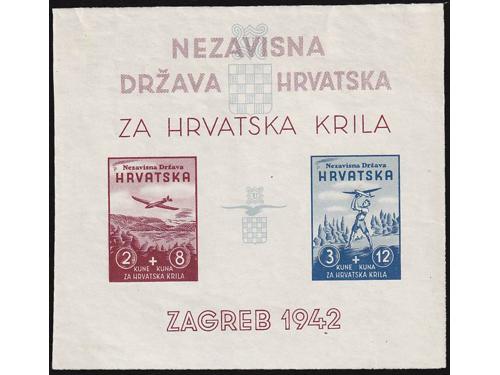 NEZAVISNA
DRŽAVA HRVATSKA
ZA HRVATSKA KRILA
Nezavisna Država
HRVATSKA
2 + 8
KUNE KUNA
ZA HRVATSKA KRILA
Nezavisna Država
HRVATSKA
3 + 12
KUNE KUNA
ZA HRVATSKA KRILA
ZAGREB 1942